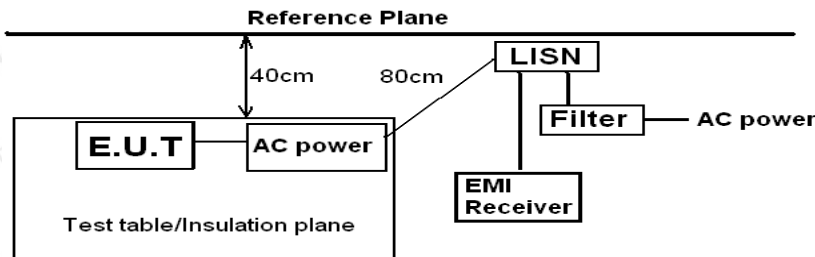 Reference Plane
LISN
40cm
80cm
Filter
AC power
E.U.T
AC power
EMI
Receiver
Test table/Insulation plane